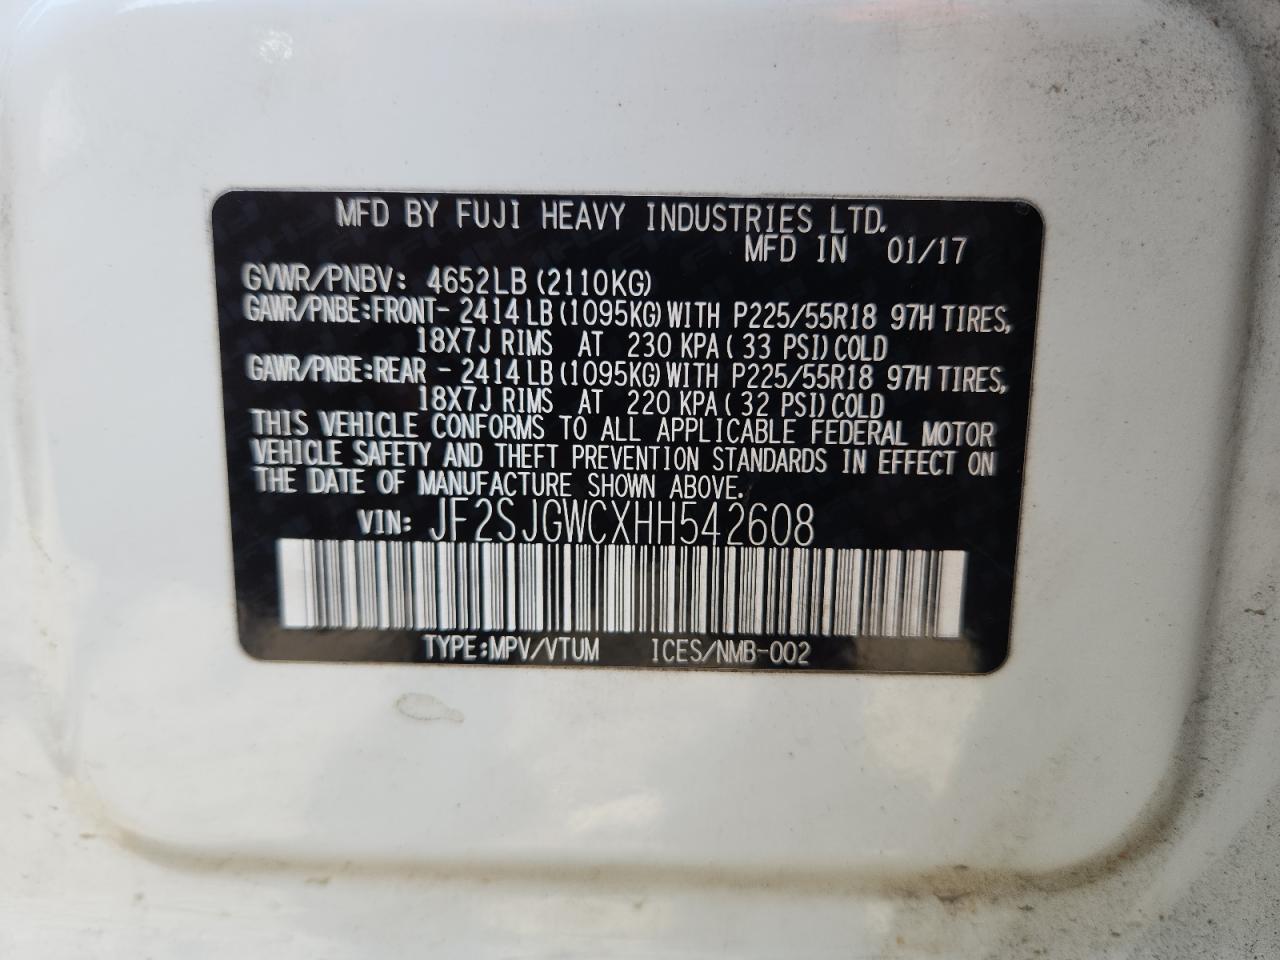 MFD BY FUJI HEAVY INDUSTRIES LTD.
MFD IN 01/17
GVWR/PNBV: 4652LB (2110KG)
GAWR/PNBE:FRONT- 2414 LB (1095KG) WITH P225/55R18 97H TIRES,
18X7J RIMS AT 230 KPA ( 33 PSI) COLD
GAWR/PNBE:REAR - 2414 LB (1095KG) WITH P225/55R18 97H TIRES,
18X7J RIMS AT 220 KPA ( 32 PSI) COLD
THIS VEHICLE CONFORMS TO ALL APPLICABLE FEDERAL MOTOR
VEHICLE SAFETY AND THEFT PREVENTION STANDARDS IN EFFECT ON
THE DATE OF MANUFACTURE SHOWN ABOVE.
VIN: JF2SJGWCXHH542608
TYPE:MPV/VTUM ICES/NMB-002